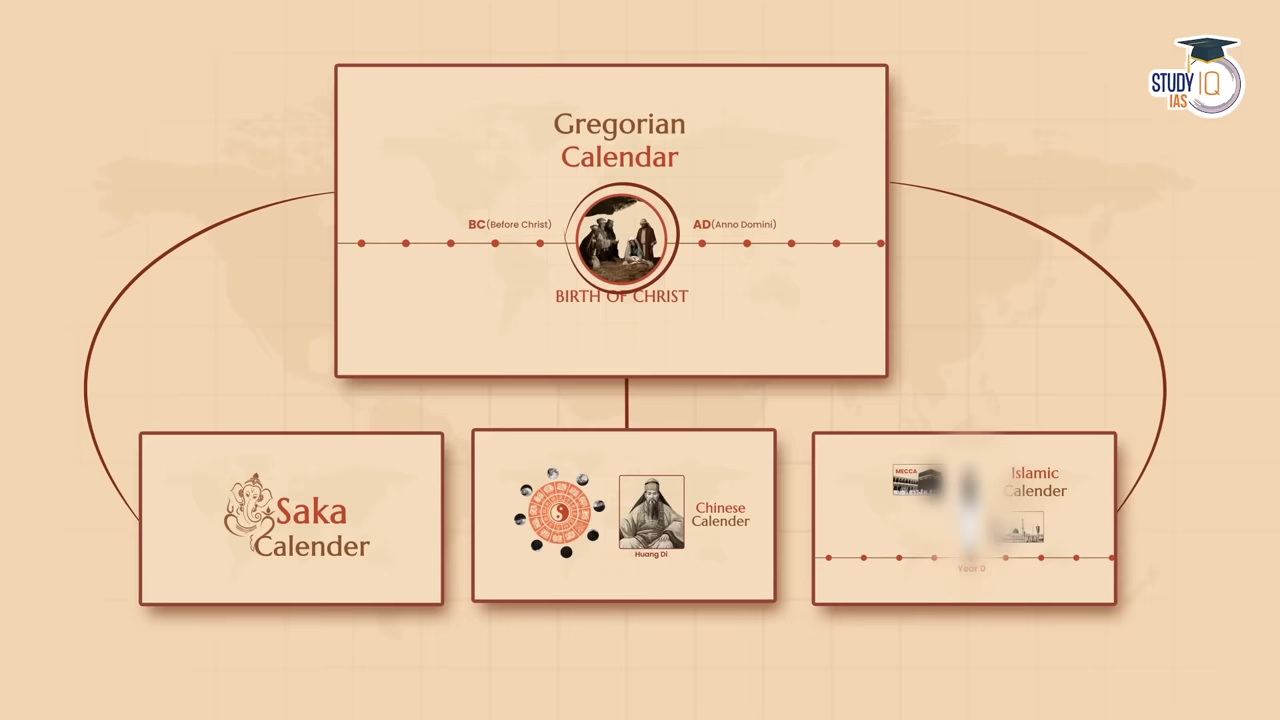 STUDY IQ
IAS
Gregorian
Calendar
BC(Before Christ)
AD(Anno Domini)
BIRTH OF CHRIST
Saka
Calender
Chinese
Calender
Huang Di
MECCA
Islamic
Calender
Year 0